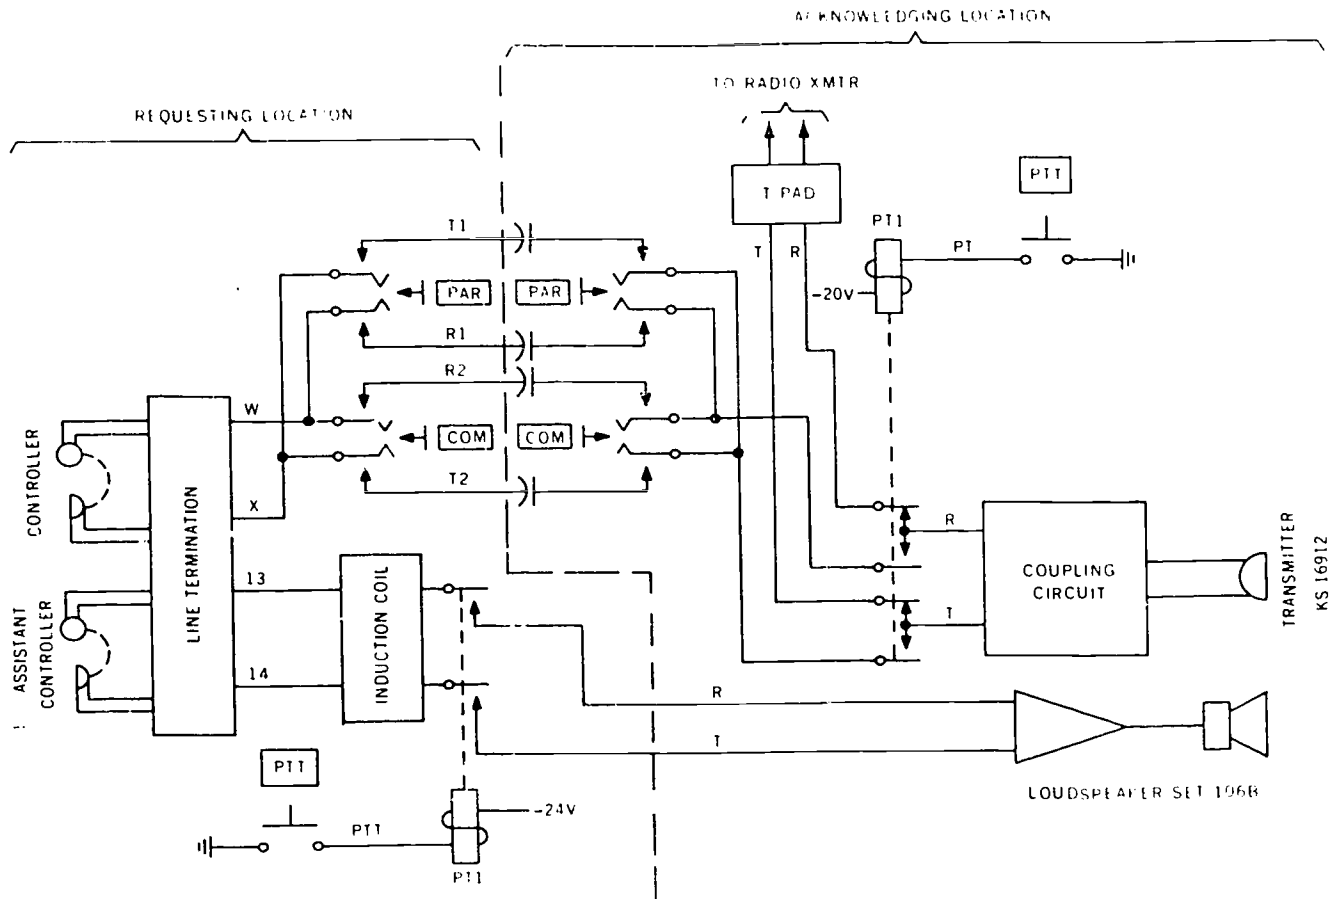 ACKNOWLEDGING LOCATION
TO RADIO XMTR
REQUESTING LOCATION
T PAD
PTT
PT1
T1
T
R
PT
PAR
PAR
-20V
R1
R2
W
COM
COM
CONTROLLER
T2
X
LINE TERMINATION
R
COUPLING
CIRCUIT
TRANSMITTER
KS 16912
13
INDUCTION COIL
T
ASSISTANT
CONTROLLER
14
R
T
PTT
LOUDSPEAKER SET 106B
-24V
PTT
PT1